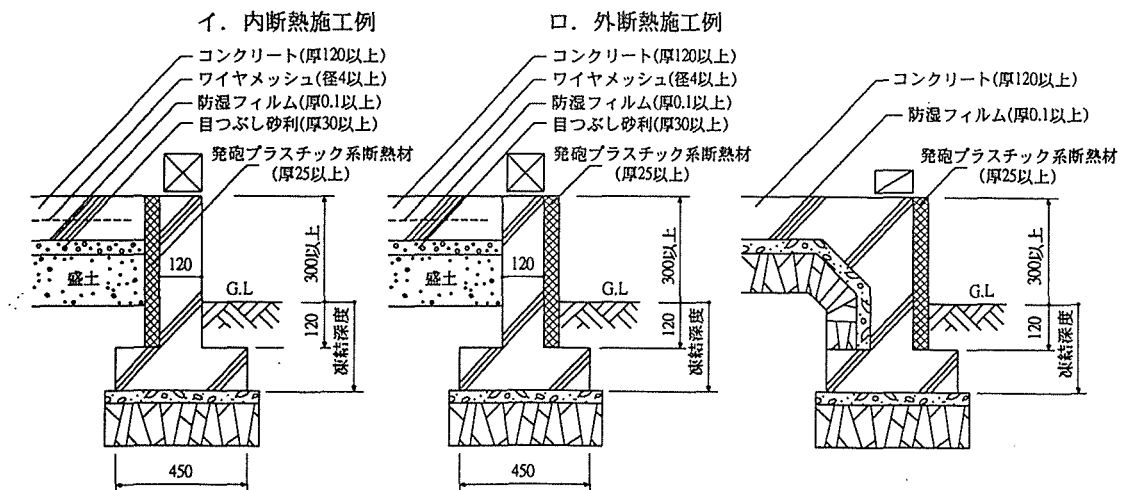 イ．内断熱施工例
コンクリート(厚120以上)
ワイヤメッシュ(径4以上)
防湿フィルム(厚0.1以上)
目つぶし砂利(厚30以上)
発砲プラスチック系断熱材
(厚25以上)
盛土
120
300以上
G.L
120
凍結深度
450
ロ．外断熱施工例
コンクリート(厚120以上)
ワイヤメッシュ(径4以上)
防湿フィルム(厚0.1以上)
目つぶし砂利(厚30以上)
発砲プラスチック系断熱材
(厚25以上)
盛土
120
300以上
G.L
120
凍結深度
450
コンクリート(厚120以上)
防湿フィルム(厚0.1以上)
発砲プラスチック系断熱材
(厚25以上)
300以上
G.L
120
凍結深度